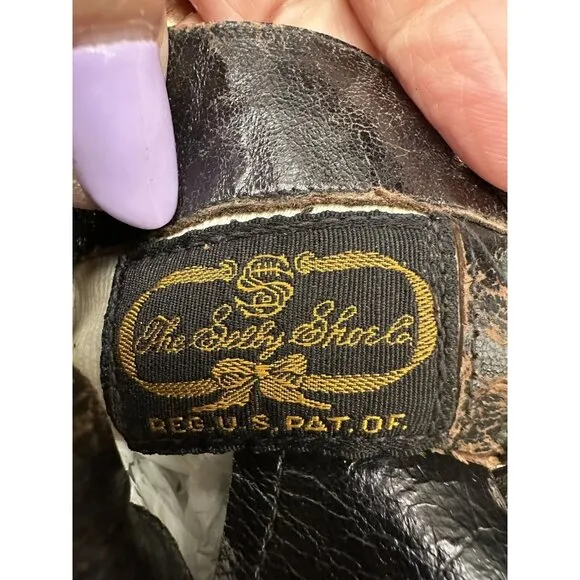 The Selby Shoe Co.
REG. U.S. PAT. OF.